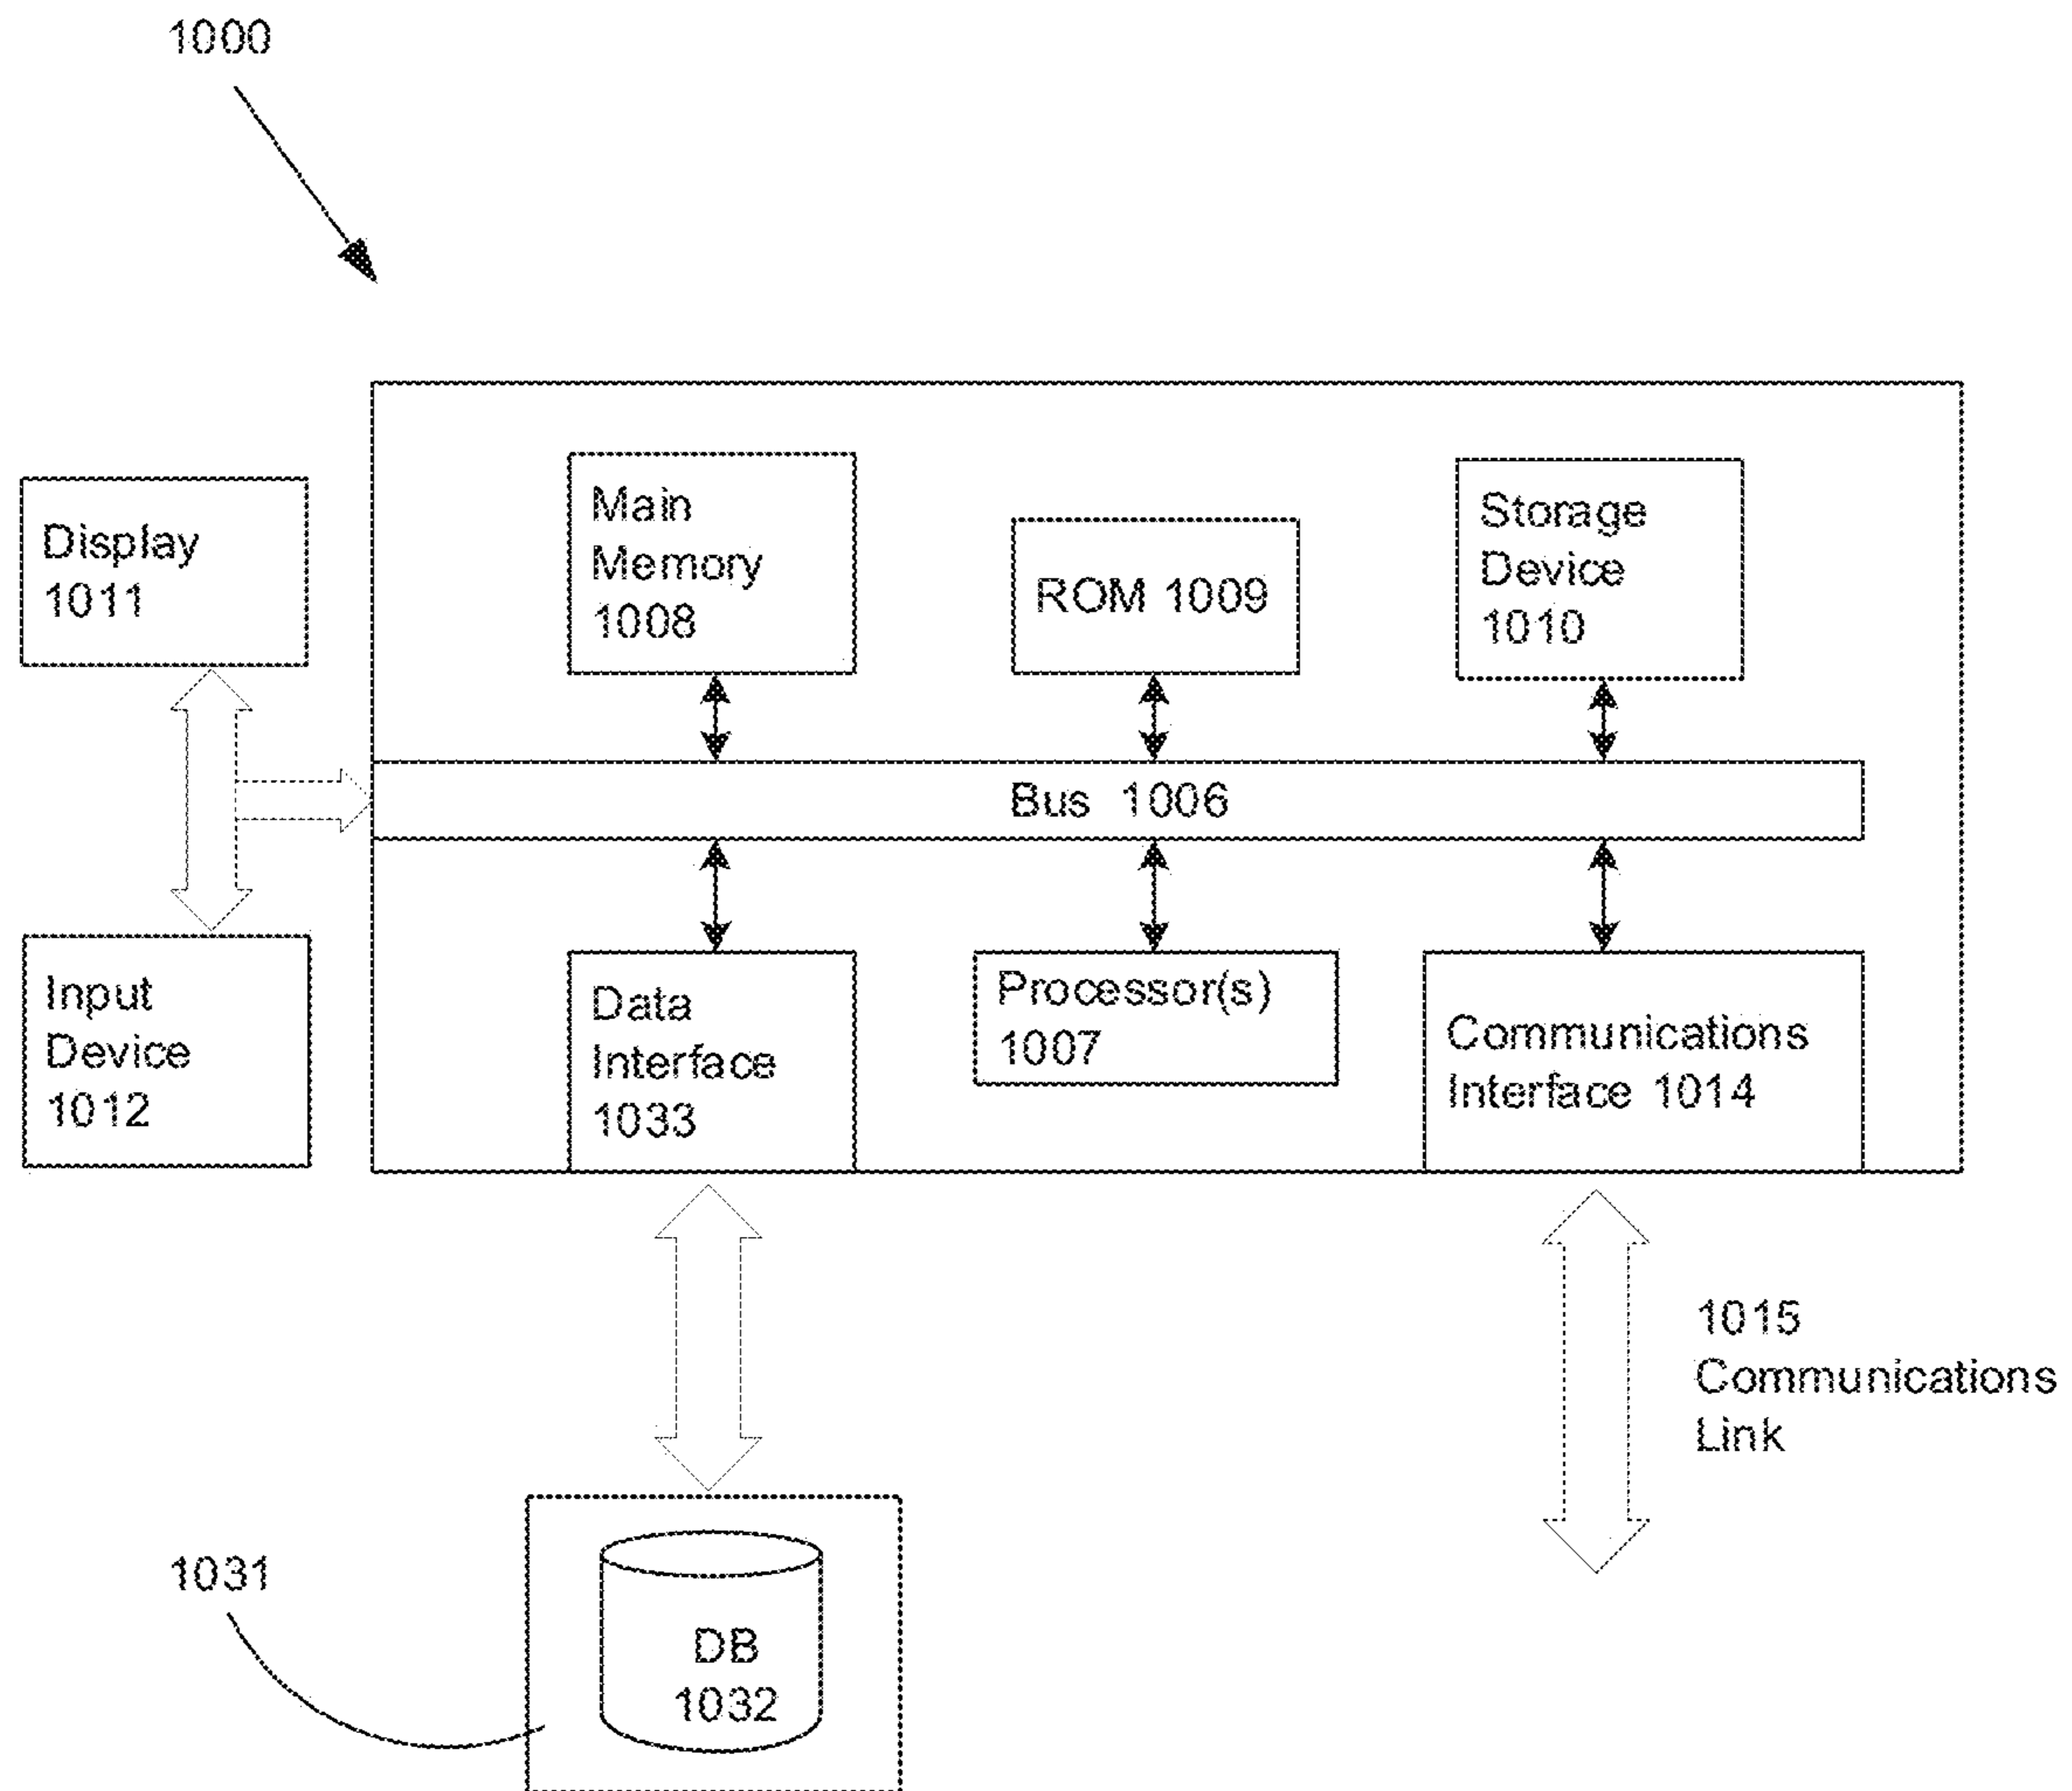 1000
Display
1011
Main
Memory
1008
ROM 1009
Storage
Device
1010
Bus 1006
Input
Device
1012
Data
Interface
1033
Processor(s)
1007
Communications
Interface 1014
1015
Communications
Link
1031
DB
1032